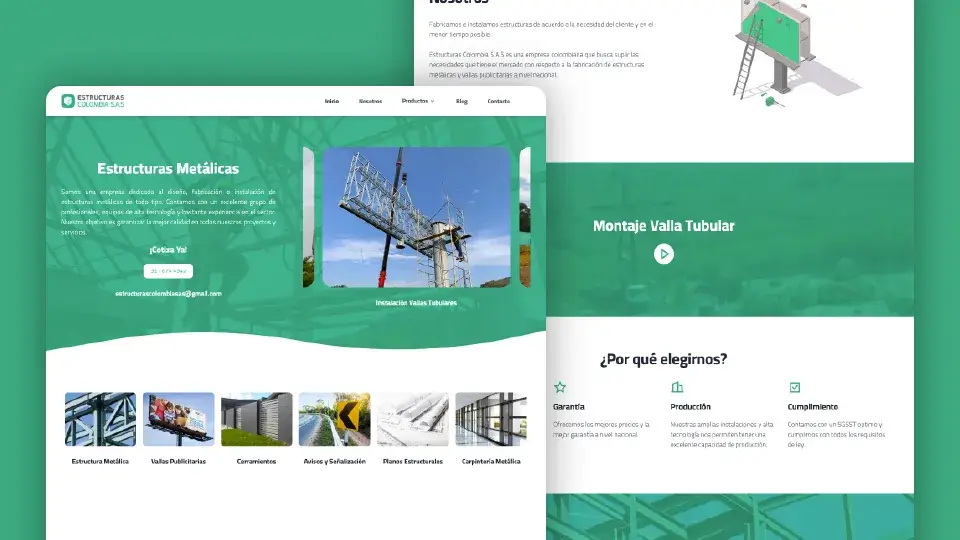 Nosotros
Fabricamos e instalamos estructuras de acuerdo a la necesidad del cliente y en el
menor tiempo posible.
Estructuras Colombia S.A.S es una empresa colombiana que busca suplir las
necesidades que tiene el mercado con respecto a la fabricación de estructuras
metálicas y vallas publicitarias a nivel nacional.
ESTRUCTURAS
COLOMBIA S.A.S
Inicio
Nosotros
Productos
Blog
Contacto
Estructuras Metálicas
Somos una empresa dedicada al diseño, fabricación e instalación de
estructuras metálicas de todo tipo. Contamos con un excelente grupo de
profesionales, equipos de alta tecnología y bastante experiencia en el sector.
Nuestro objetivo es garantizar la mejor calidad en todos nuestros proyectos y
servicios.
¡Cotiza Ya!
estructurascolombiasas@gmail.com
Instalación Vallas Tubulares
Montaje Valla Tubular
Estructura Metálica
Vallas Publicitarias
Cerramientos
Avisos y Señalización
Planos Estructurales
Carpintería Metálica
¿Por qué elegirnos?
Garantía
Ofrecemos los mejores precios y la
mejor garantía a nivel nacional.
Producción
Nuestras amplias instalaciones y alta
tecnología nos permiten tener una
excelente capacidad de producción.
Cumplimiento
Contamos con un SGSST optimo y
cumplimos con todos los requisitos
de ley.